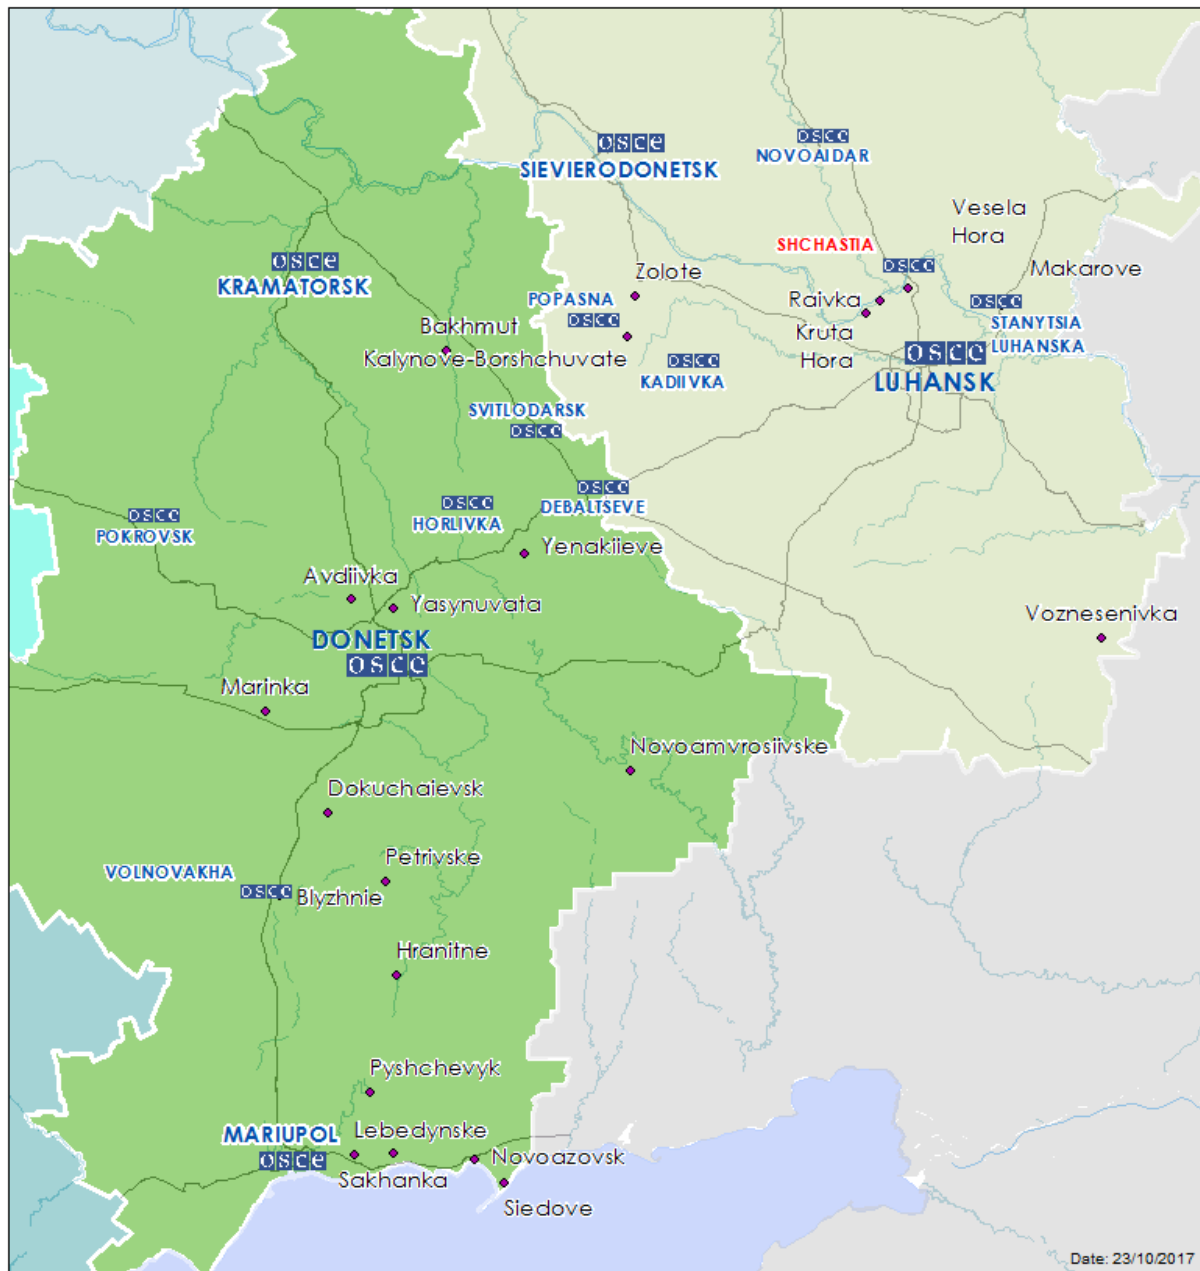 osce
SIEVIERODONETSK
osce
NOVOAIDAR
Vesela
Hora
SHCHASTIA
osce
Makarove
osce
KRAMATORSK
Zolote
POPASNA
osce
Raivka
Kruta
Hora
osce
STANYTSIA
LUHANSKA
Bakhmut
Kalynove-Borshchuvate
osce
KADIIVKA
osce
LUHANSK
SVITLODARSK
osce
osce
DEBALTSEVE
osce
HORLIVKA
osce
POKROVSK
Yenakiieve
Avdiivka
Yasynuvata
DONETSK
osce
Voznesenivka
Marinka
Novoamvrosiivske
Dokuchaievsk
Petrivske
VOLNOVAKHA
osce
Blyzhnie
Hranitne
Pyshchevyk
MARIUPOL
osce
Lebedynske
Sakhanka
Novoazovsk
Siedove
Date: 23/10/2017